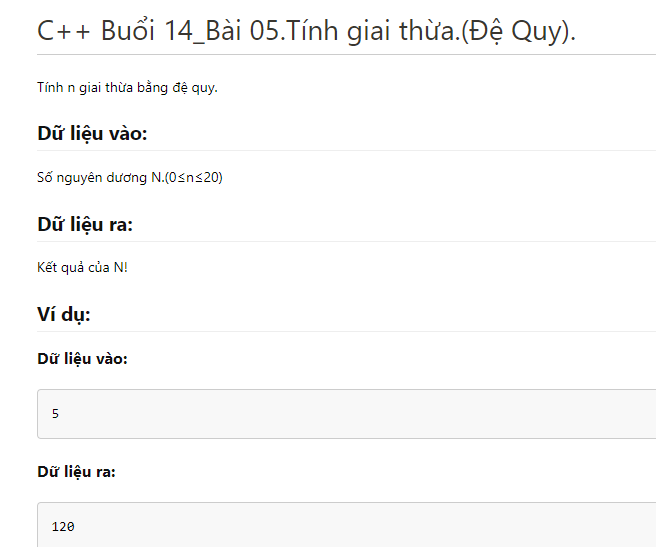 C++ Buổi 14_Bài 05.Tính giai thừa.(Đệ Quy).
Tính n giai thừa bằng đệ quy.
Dữ liệu vào:
Số nguyên dương N.(0≤n≤20)
Dữ liệu ra:
Kết quả của N!
Ví dụ:
Dữ liệu vào:
5
Dữ liệu ra:
120